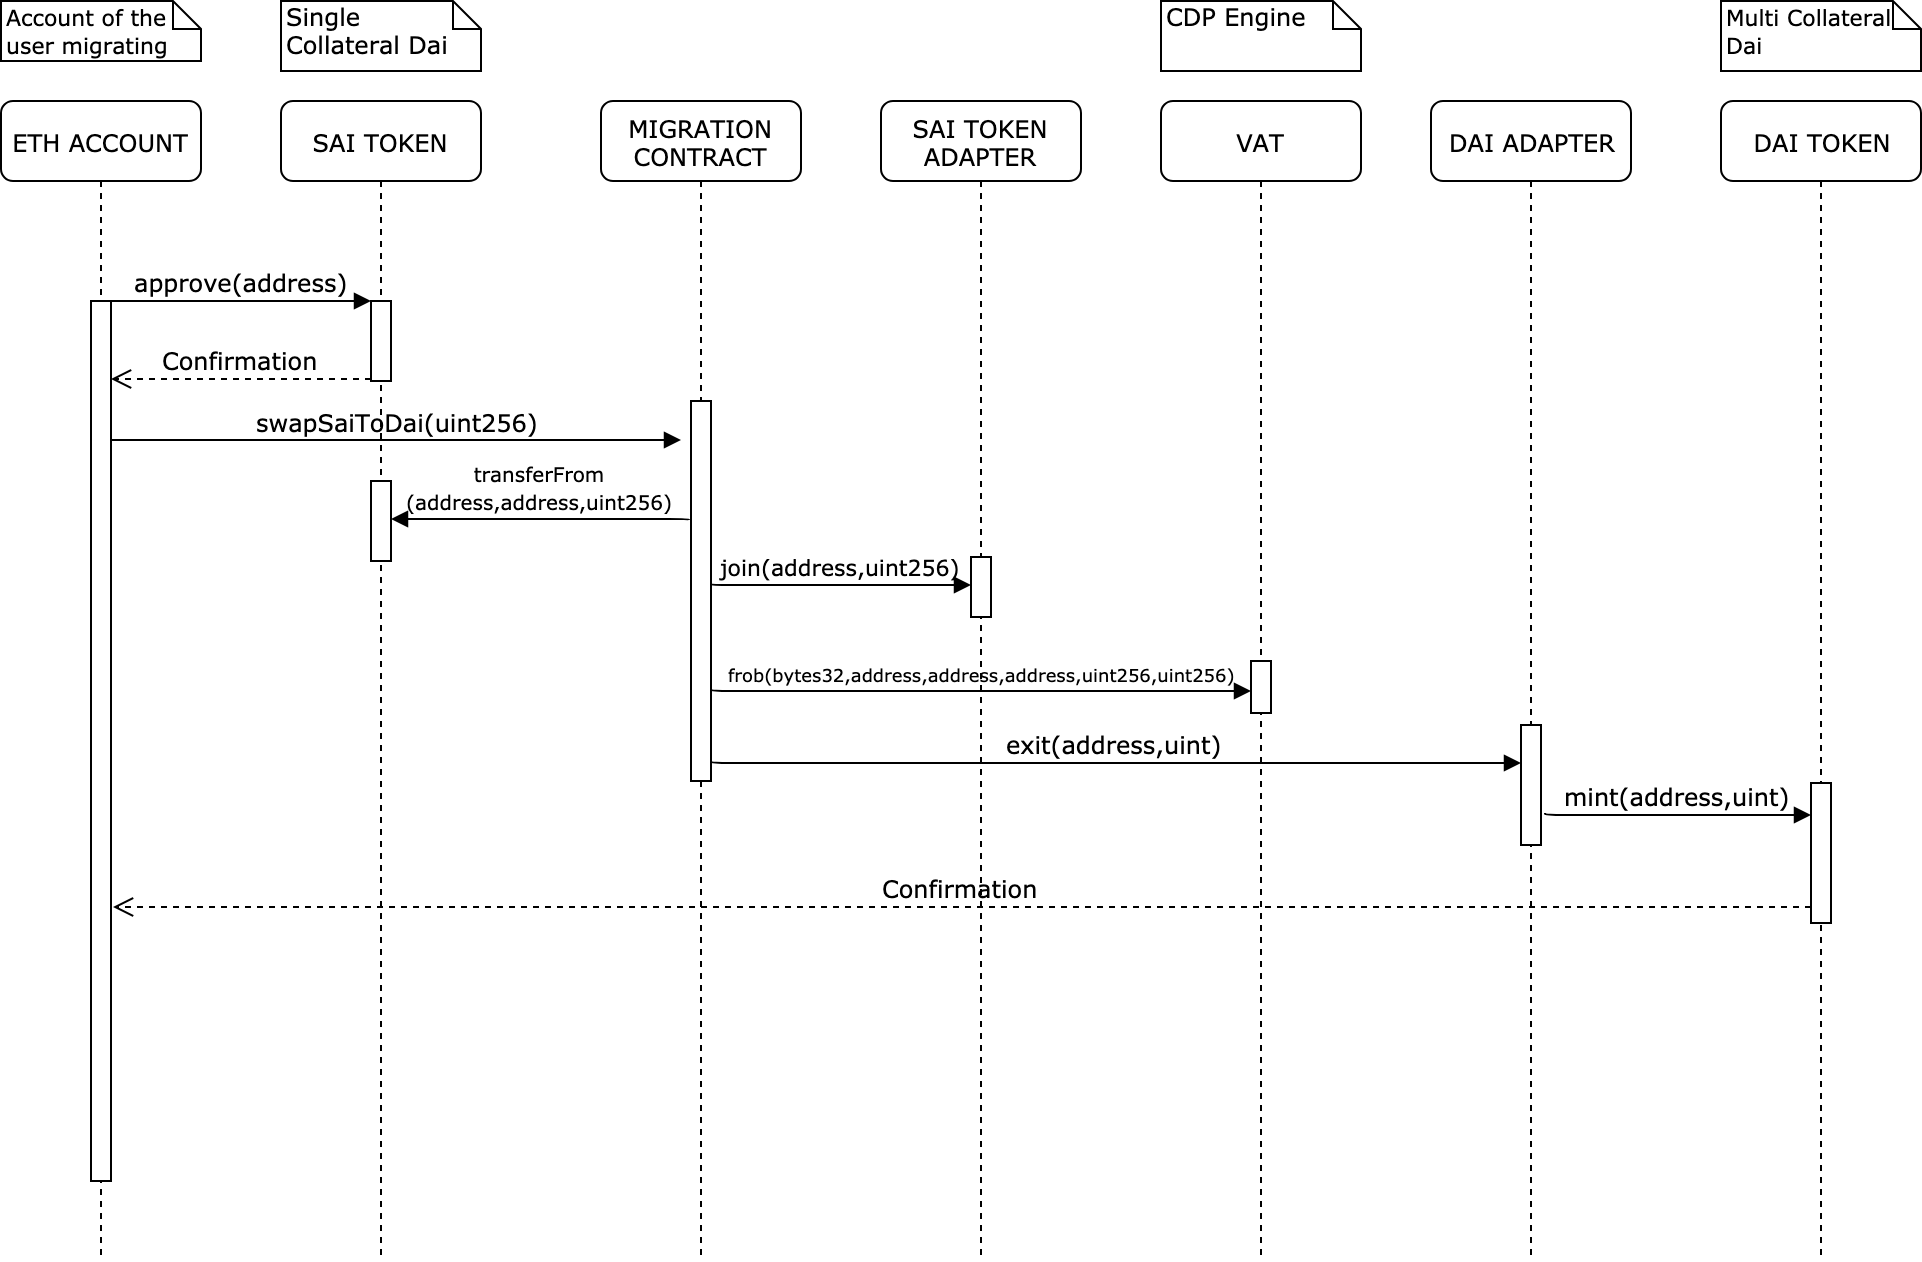 Account of the
user migrating
Single
Collateral Dai
CDP Engine
Multi Collateral
Dai
ETH ACCOUNT
SAI TOKEN
MIGRATION
CONTRACT
SAI TOKEN
ADAPTER
VAT
DAI ADAPTER
DAI TOKEN
approve(address)
Confirmation
swapSaiToDai(uint256)
transferFrom
(address,address,uint256)
join(address,uint256)
frob(bytes32,address,address,address,uint256,uint256)
exit(address,uint)
mint(address,uint)
Confirmation